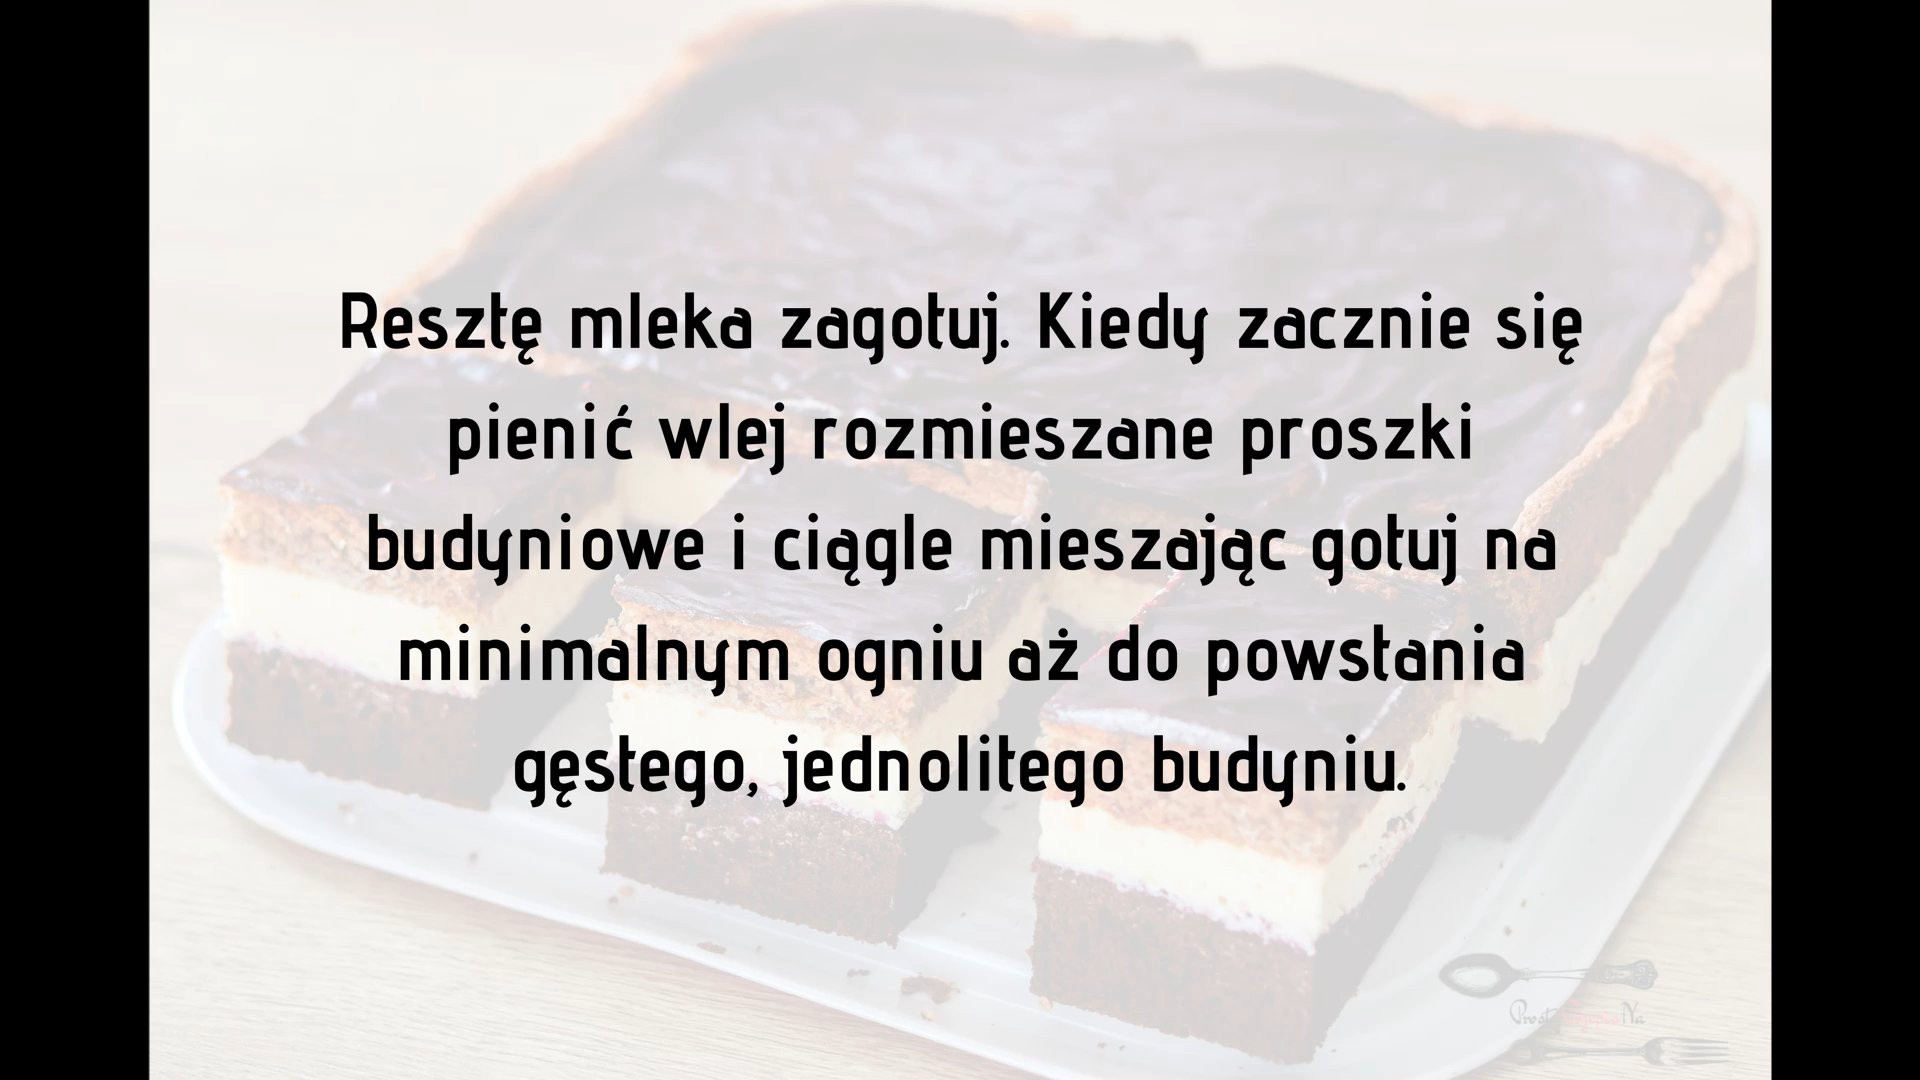 Resztę mleka zagotuj. Kiedy zacznie się
pienić wlej rozmieszane proszki
budyniowe i ciągle mieszając gotuj na
minimalnym ogniu aż do powstania
gęstego, jednolitego budyniu.